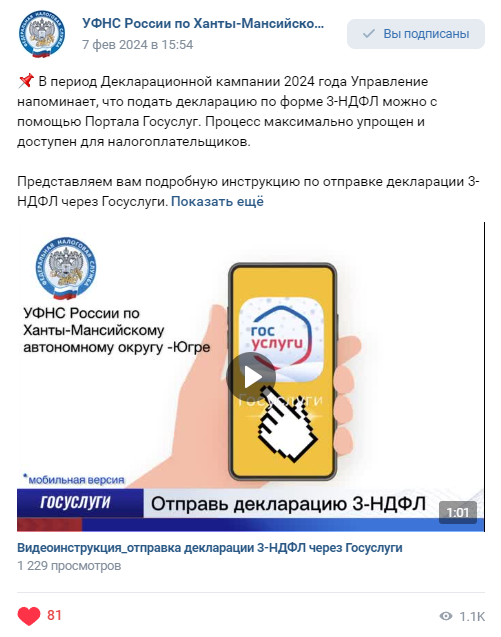 УФНС России по Ханты-Мансийско...
7 фев 2024 в 15:54
Вы подписаны
В период Декларационной кампании 2024 года Управление
напоминает, что подать декларацию по форме 3-НДФЛ можно с
помощью Портала Госуслуг. Процесс максимально упрощен и
доступен для налогоплательщиков.
Представляем вам подробную инструкцию по отправке декларации 3-
НДФЛ через Госуслуги. Показать ещё
ФЕДЕРАЛЬНАЯ НАЛОГОВАЯ СЛУЖБА
УФНС России по
Ханты-Мансийскому
автономному округу -Югре
гос
услуги
Госуслуги
*мобильная версия
ГОСУСЛУГИ
Отправь декларацию 3-НДФЛ
1:01
Видеоинструкция_отправка декларации 3-НДФЛ через Госуслуги
1 229 просмотров
81
1.1K